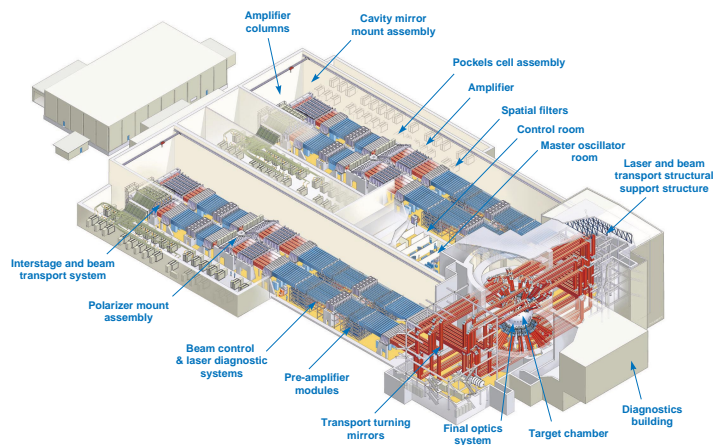 Amplifier
columns
Cavity mirror
mount assembly
Pockels cell assembly
Amplifier
Spatial filters
Control room
Master oscillator
room
Laser and beam
transport structural
support structure
Interstage and beam
transport system
Polarizer mount
assembly
Beam control
& laser diagnostic
systems
Pre-amplifier
modules
Transport turning
mirrors
Final optics
system
Target chamber
Diagnostics
building